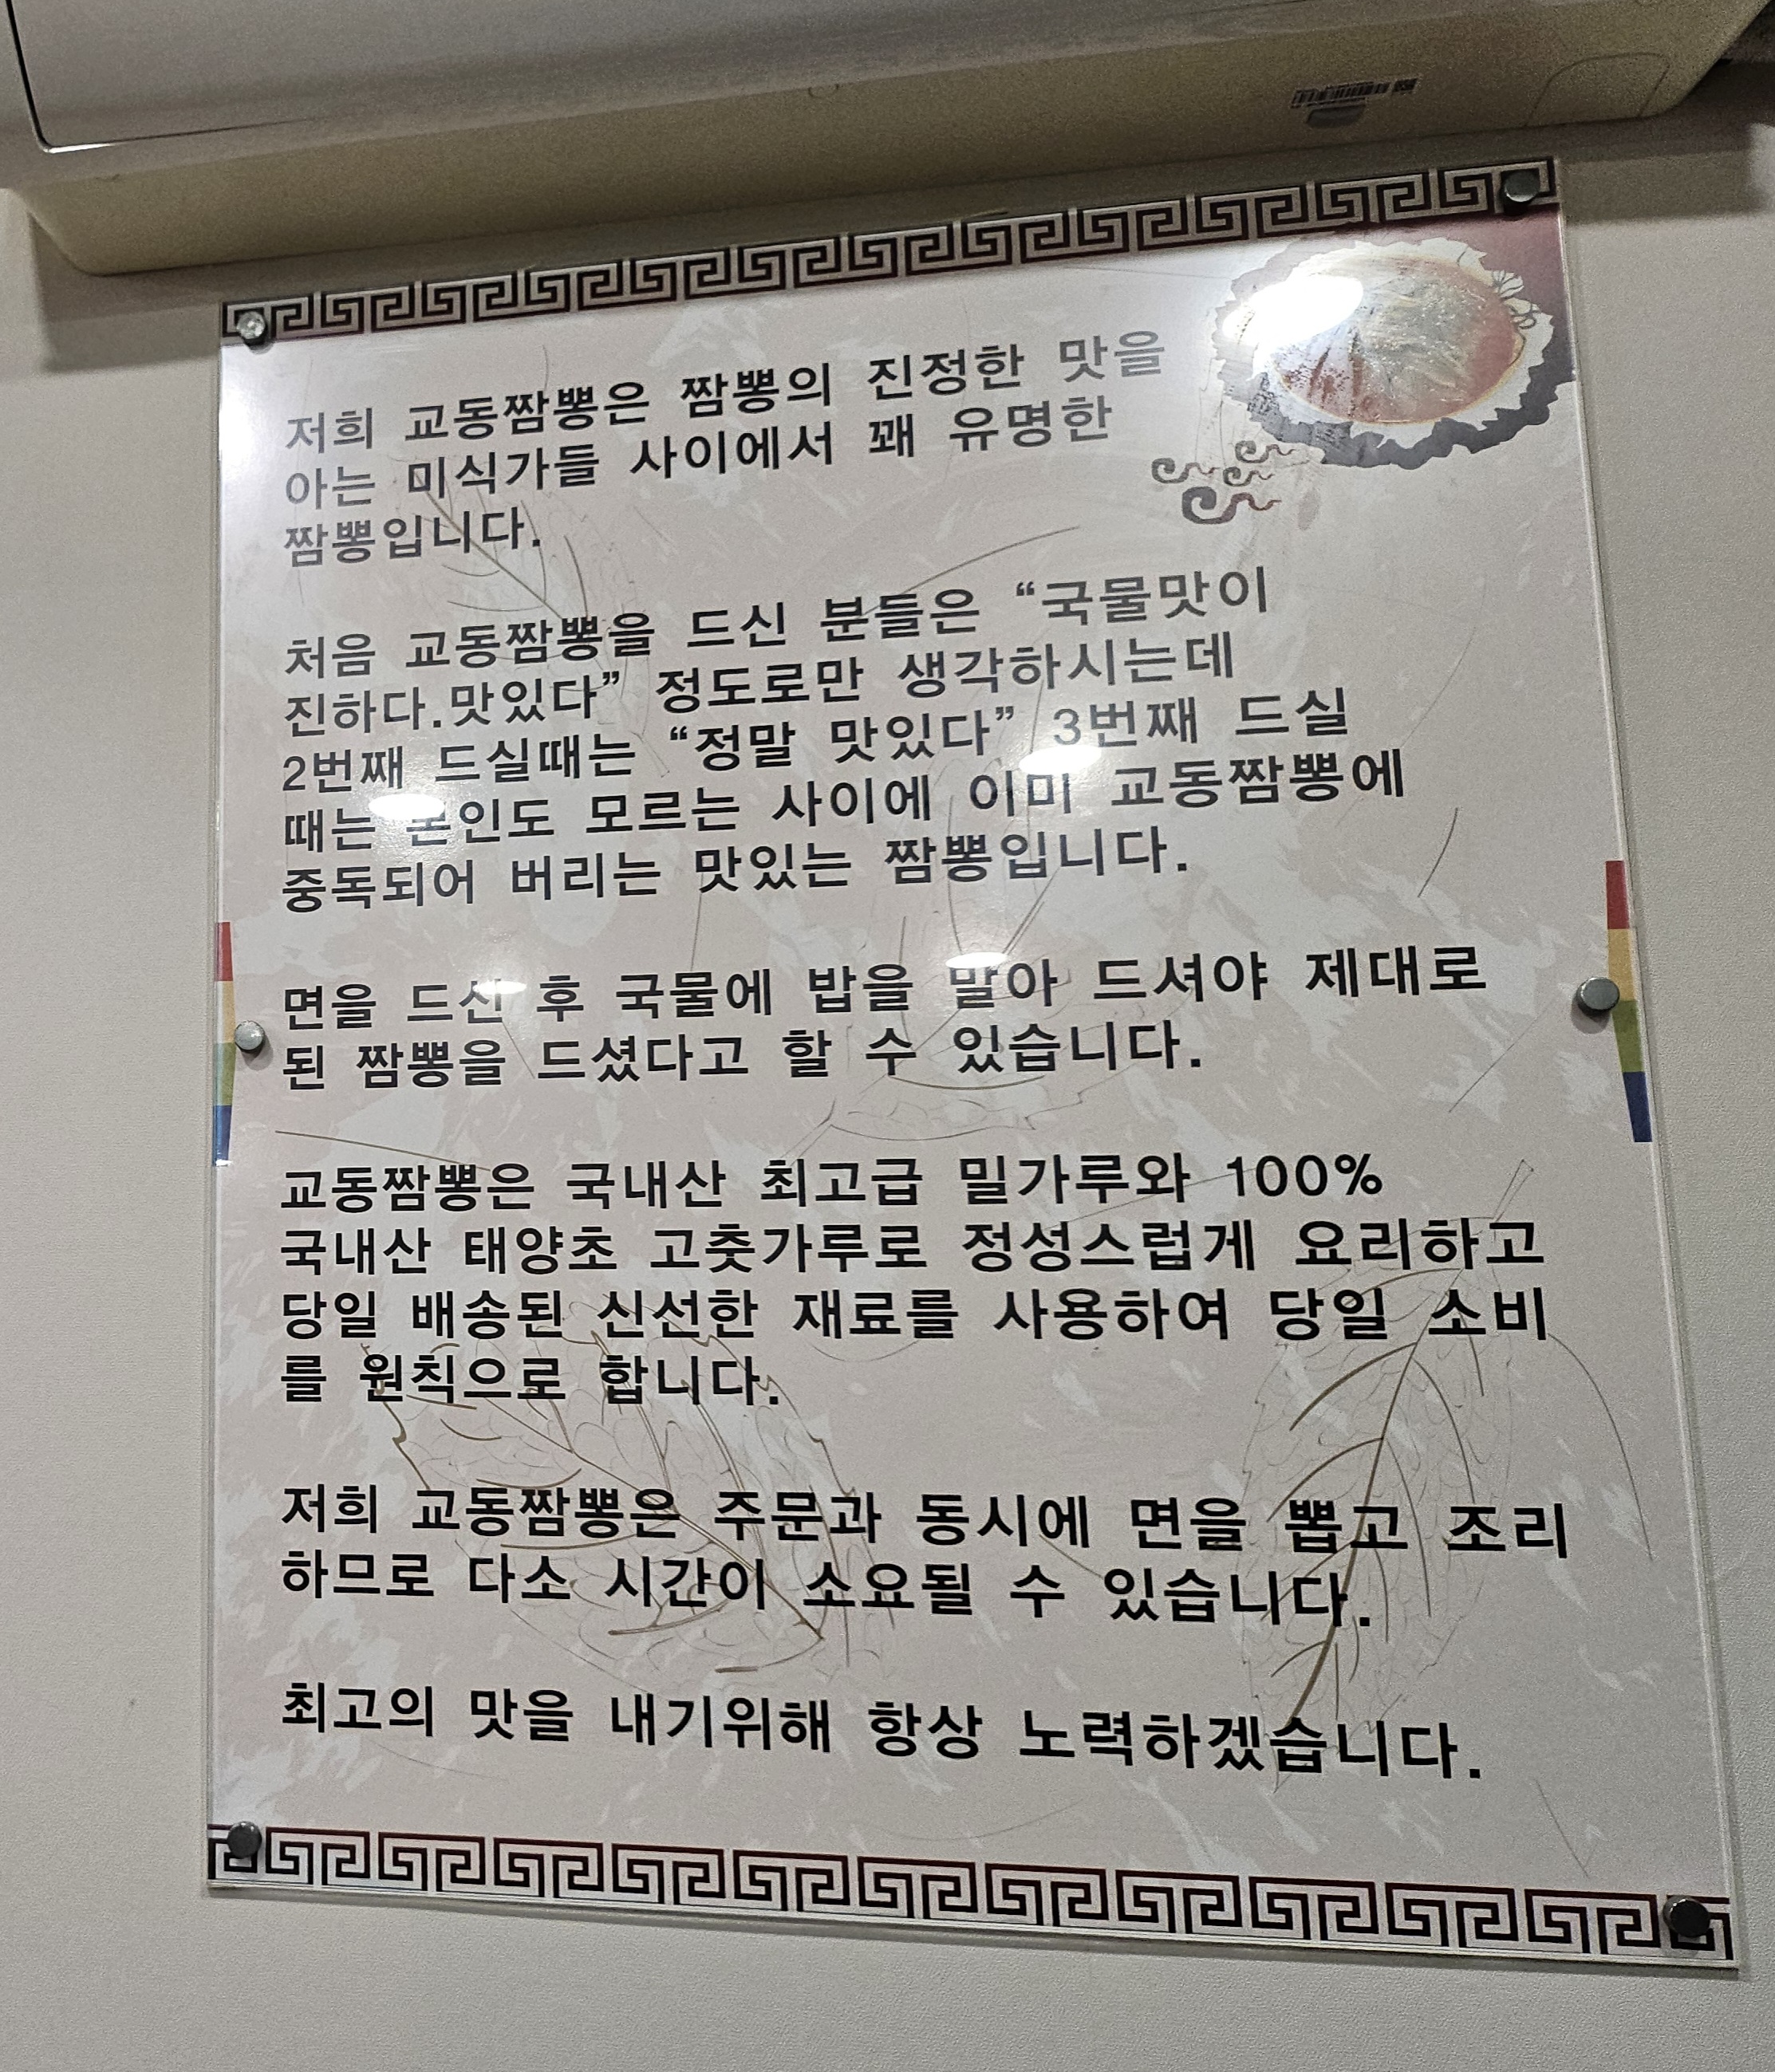 저희 교동짬뽕은 짬뽕의 진정한 맛을
아는 미식가들 사이에서 꽤 유명한
짬뽕입니다.
처음 교동짬뽕을 드신 분들은 “국물맛이
진하다.맛있다” 정도로만 생각하시는데
2번째 드실때는 “정말 맛있다” 3번째 드실
때는 본인도 모르는 사이에 이미 교동짬뽕에
중독되어 버리는 맛있는 짬뽕입니다.
면을 드신 후 국물에 밥을 말아 드셔야 제대로
된 짬뽕을 드셨다고 할 수 있습니다.
교동짬뽕은 국내산 최고급 밀가루와 100%
국내산 태양초 고춧가루로 정성스럽게 요리하고
당일 배송된 신선한 재료를 사용하여 당일 소비
를 원칙으로 합니다.
저희 교동짬뽕은 주문과 동시에 면을 뽑고 조리
하므로 다소 시간이 소요될 수 있습니다.
최고의 맛을 내기위해 항상 노력하겠습니다.